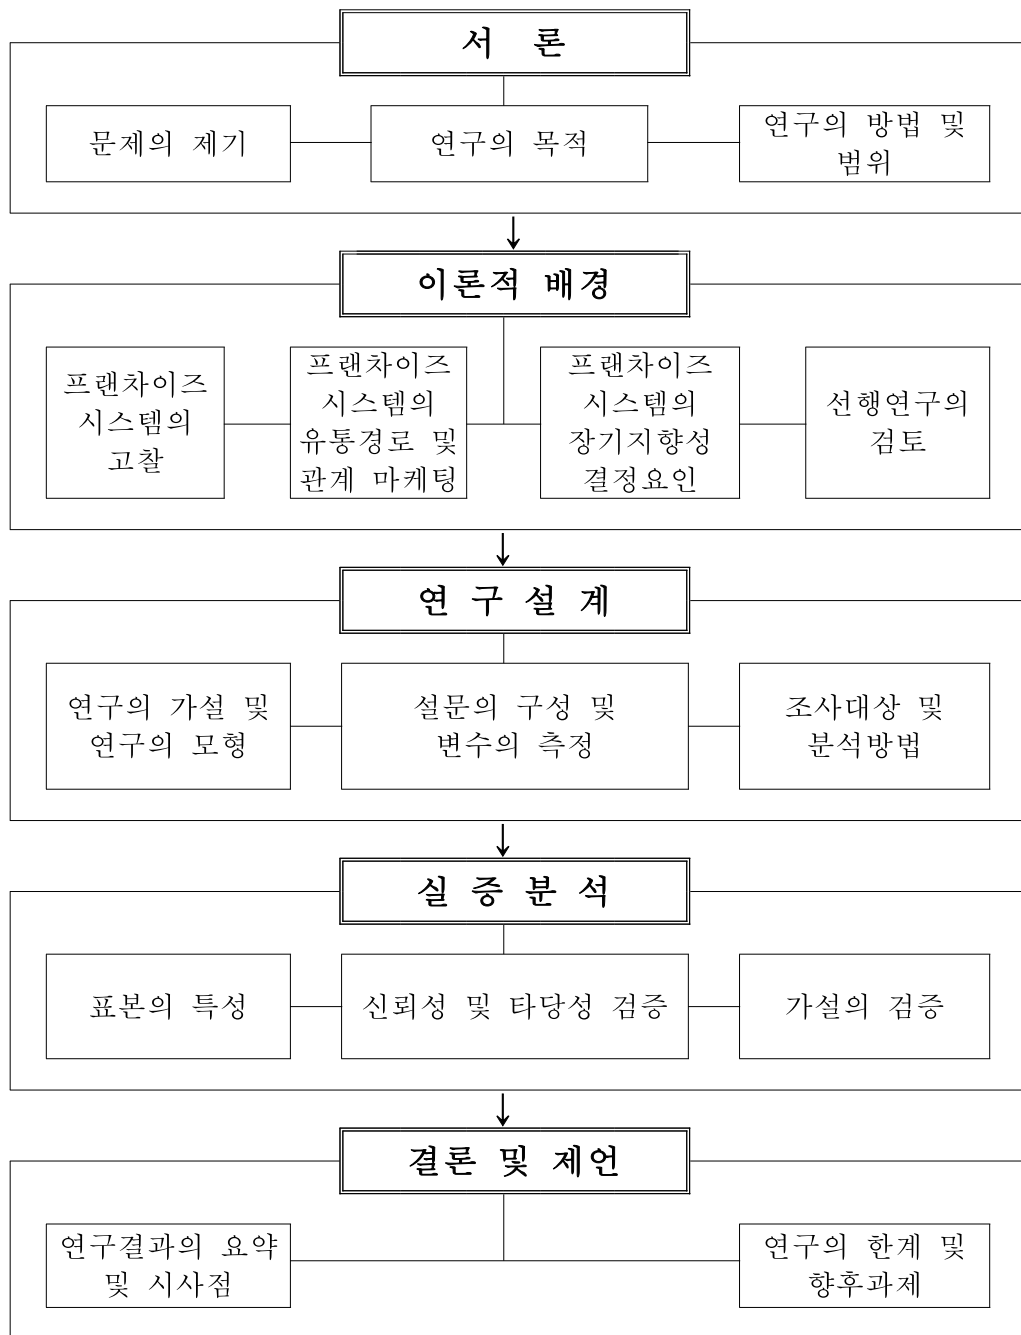 서 론
문제의 제기
연구의 목적
연구의 방법 및
범위
이론적 배경
프랜차이즈
시스템의
고찰
프랜차이즈
시스템의
유통경로 및
관계 마케팅
프랜차이즈
시스템의
장기지향성
결정요인
선행연구의
검토
연 구 설 계
연구의 가설 및
연구의 모형
설문의 구성 및
변수의 측정
조사대상 및
분석방법
실 증 분 석
표본의 특성
신뢰성 및 타당성 검증
가설의 검증
결론 및 제언
연구결과의 요약
및 시사점
연구의 한계 및
향후과제